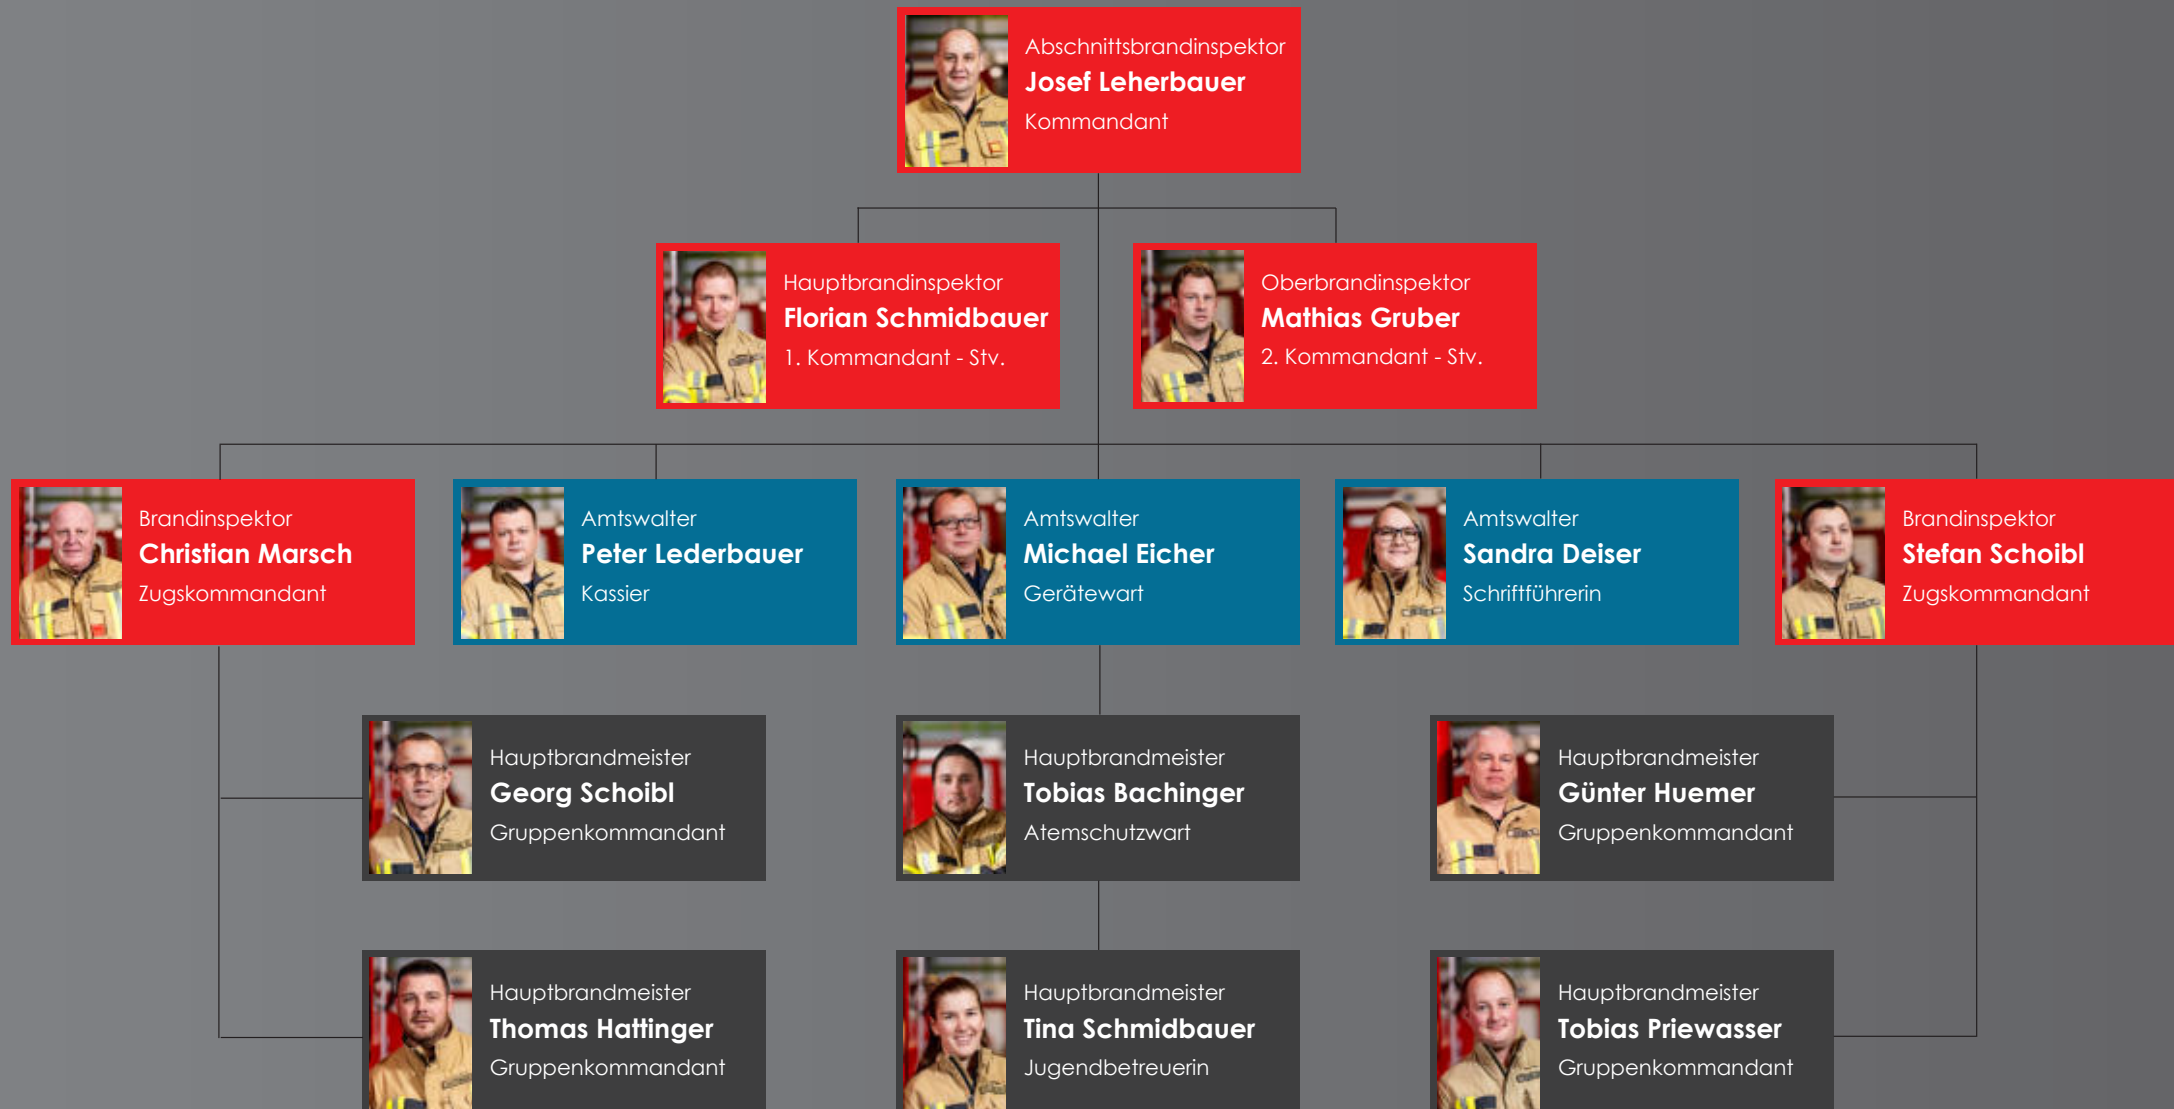 Abschnittsbrandinspektor
Josef Leherbauer
Kommandant
Hauptbrandinspektor
Florian Schmidbauer
1. Kommandant - Stv.
Oberbrandinspektor
Mathias Gruber
2. Kommandant - Stv.
Brandinspektor
Christian Marsch
Zugskommandant
Amtswalter
Peter Lederbauer
Kassier
Amtswalter
Michael Eicher
Gerätewart
Amtswalter
Sandra Deiser
Schriftführerin
Brandinspektor
Stefan Schoibl
Zugskommandant
Hauptbrandmeister
Georg Schoibl
Gruppenkommandant
Hauptbrandmeister
Tobias Bachinger
Atemschutzwart
Hauptbrandmeister
Günter Huemer
Gruppenkommandant
Hauptbrandmeister
Thomas Hattinger
Gruppenkommandant
Hauptbrandmeister
Tina Schmidbauer
Jugendbetreuerin
Hauptbrandmeister
Tobias Priewasser
Gruppenkommandant